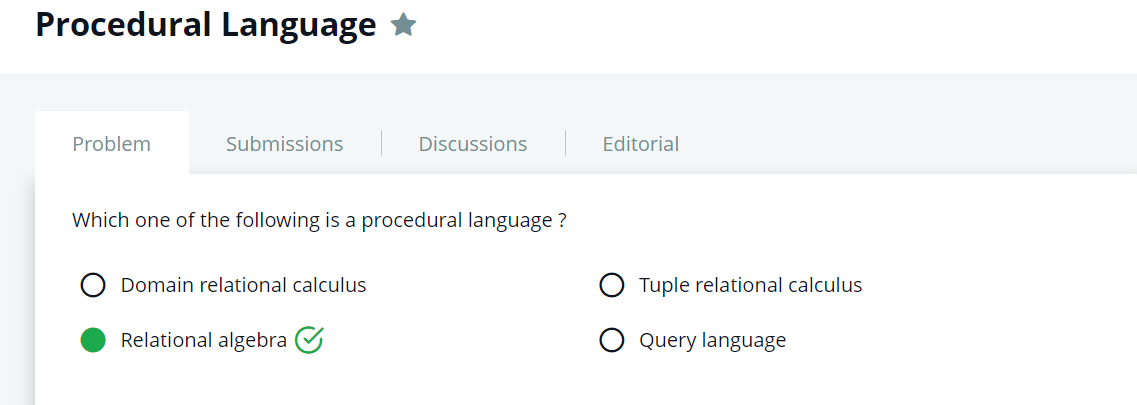 Procedural Language
Problem Submissions Discussions Editorial
Which one of the following is a procedural language ?
Domain relational calculus Tuple relational calculus
Relational algebra Query language